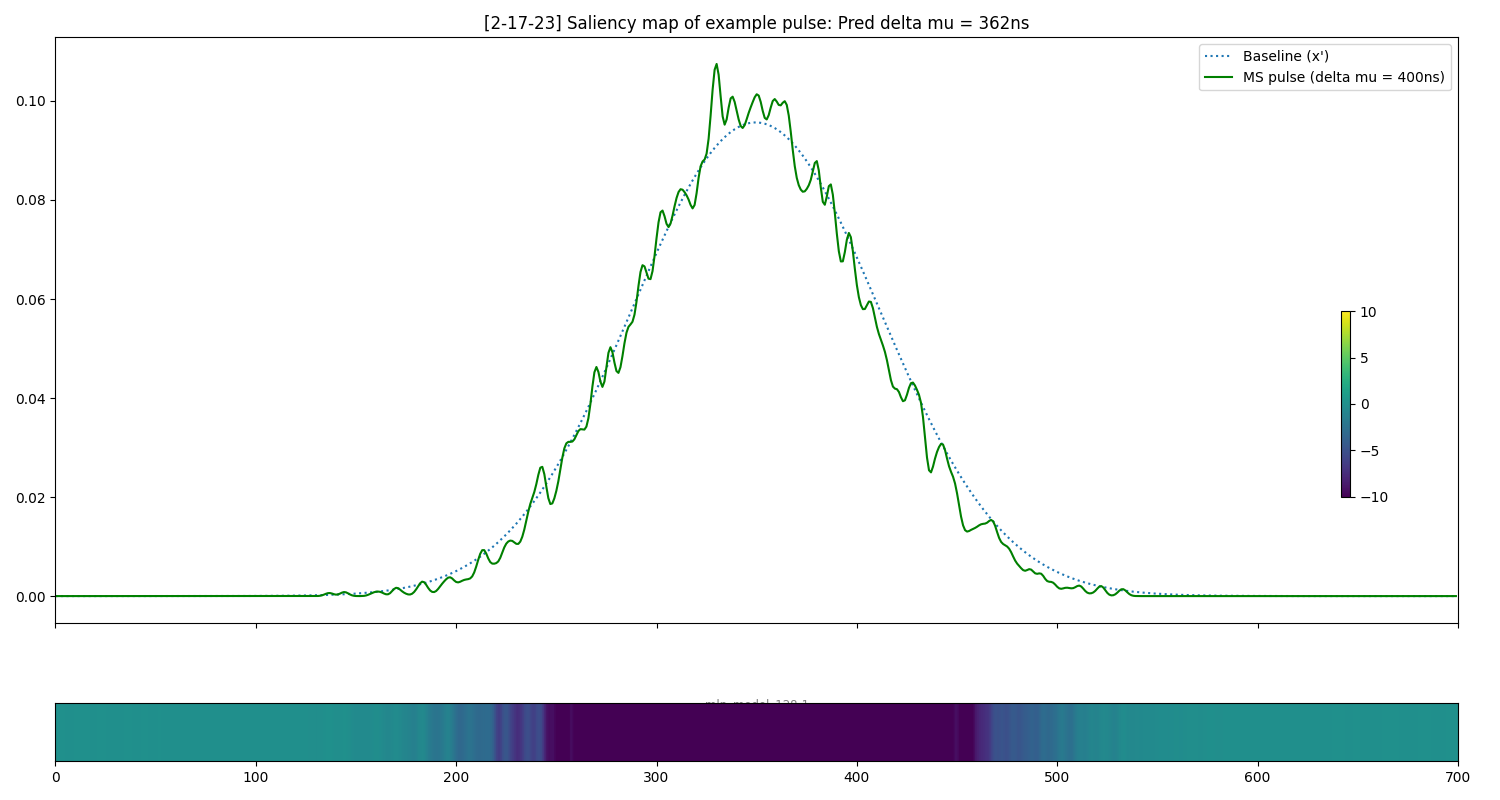 [2-17-23] Saliency map of example pulse: Pred delta mu = 362ns
Baseline (x')
MS pulse (delta mu = 400ns)
0.10
0.08
0.06
0.04
0.02
0.00
10
5
0
−5
−10
0 100 200 300 400 500 600 700